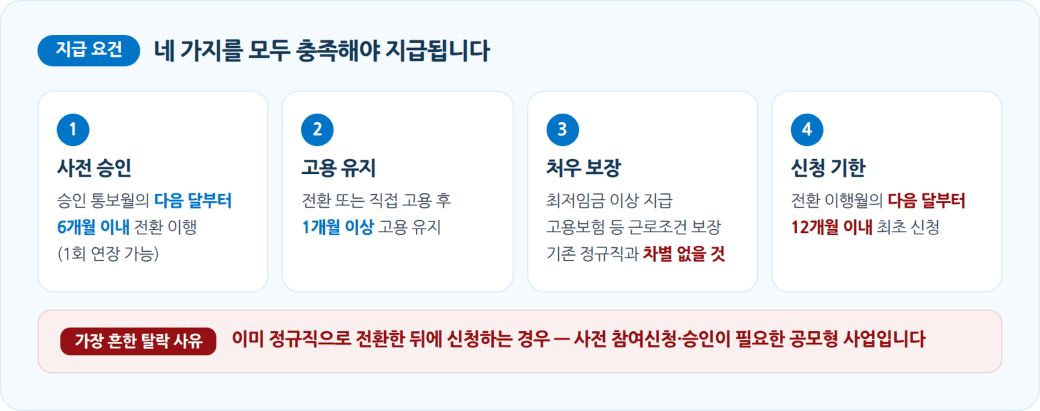 지급 요건
네 가지를 모두 충족해야 지급됩니다
1
사전 승인
승인 통보월의 다음 달부터
6개월 이내 전환 이행
(1회 연장 가능)
2
고용 유지
전환 또는 직접 고용 후
1개월 이상 고용 유지
3
처우 보장
최저임금 이상 지급
고용보험 등 근로조건 보장
기존 정규직과 차별 없을 것
4
신청 기한
전환 이행월의 다음 달부터
12개월 이내 최초 신청
가장 흔한 탈락 사유
이미 정규직으로 전환한 뒤에 신청하는 경우 — 사전 참여신청·승인이 필요한 공모형 사업입니다